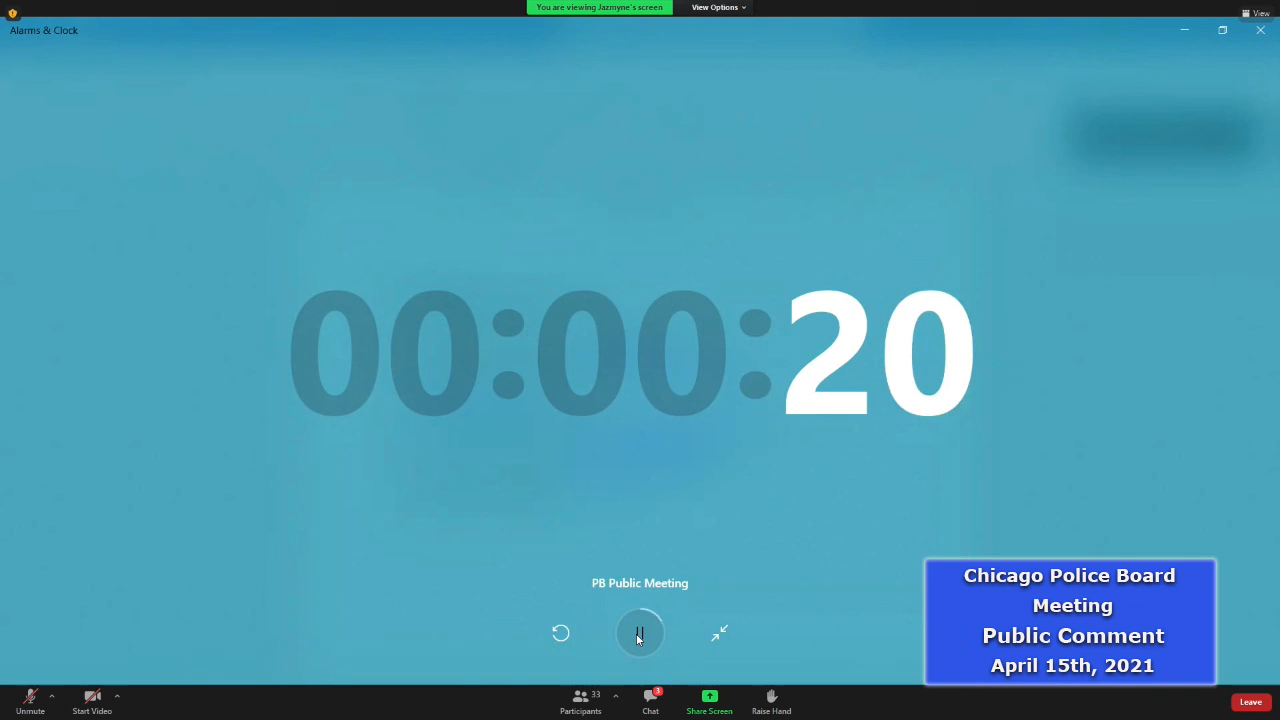 You are viewing Jazmyne's screen
View Options
View
Alarms & Clock
00:00:20
PB Public Meeting
Chicago Police Board
Meeting
Public Comment
April 15th, 2021
Unmute
Start Video
33
Participants
3
Chat
Share Screen
Raise Hand
Leave